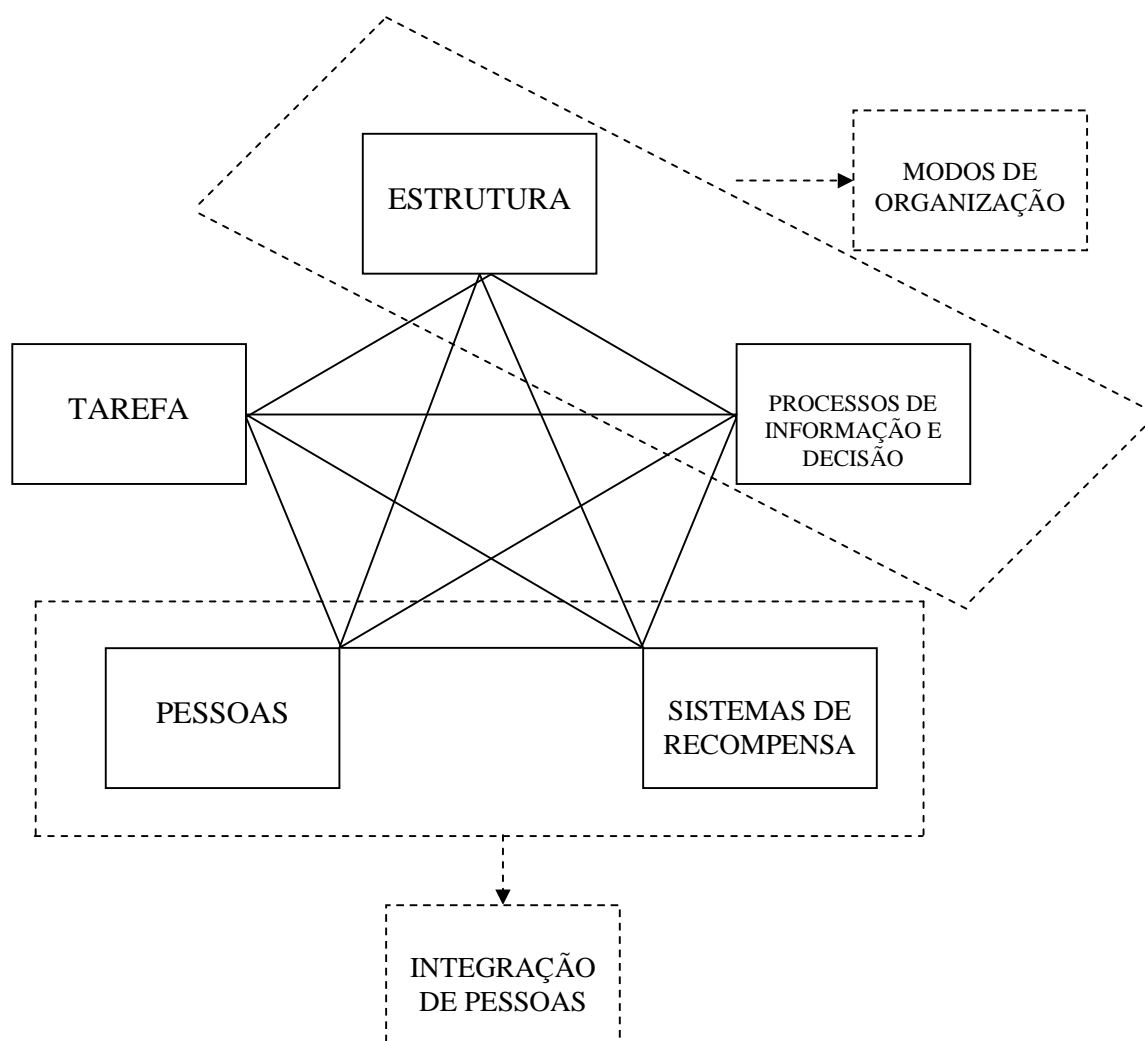 MODOS DE
ORGANIZAÇÃO
ESTRUTURA
TAREFA
PROCESSOS DE
INFORMAÇÃO E
DECISÃO
PESSOAS
SISTEMAS DE
RECOMPENSA
INTEGRAÇÃO
DE PESSOAS